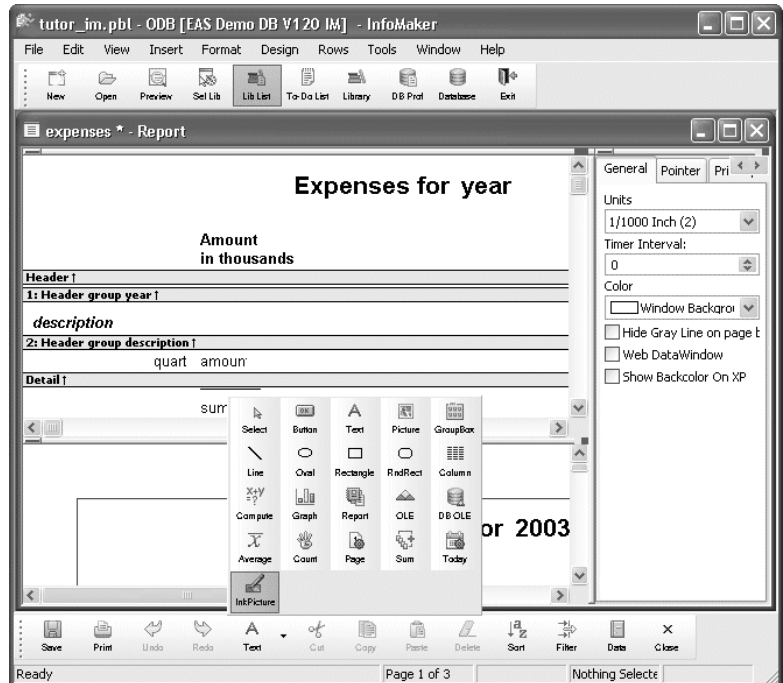 tutor_im.pbl - ODB [EAS Demo DB V120 IM] - InfoMaker
File Edit View Insert Format Design Rows Tools Window Help
New Open Preview Sel Lib Lib List To-Do List Library DB Prof Database Exit
expenses * - Report
Expenses for year
Amount
in thousands
Header ↑
1: Header group year ↑
description
2: Header group description ↑
quart amoun
Detail ↑
sum
General Pointer Pri
Units
1/1000 Inch (2)
Timer Interval:
0
Color
Window Backgrou
Hide Gray Line on page b
Web DataWindow
Show Backcolor On XP
Select Button Text Picture GroupBox
Line Oval Rectangle RndRect Column
X+Y =?
Compute Graph Report OLE DB OLE
Average Count Page Sum Today
InkPicture
or 2003
Save Print Undo Redo Text Cut Copy Paste Delete Sort Filter Data Close
Ready Page 1 of 3 Nothing Selecte